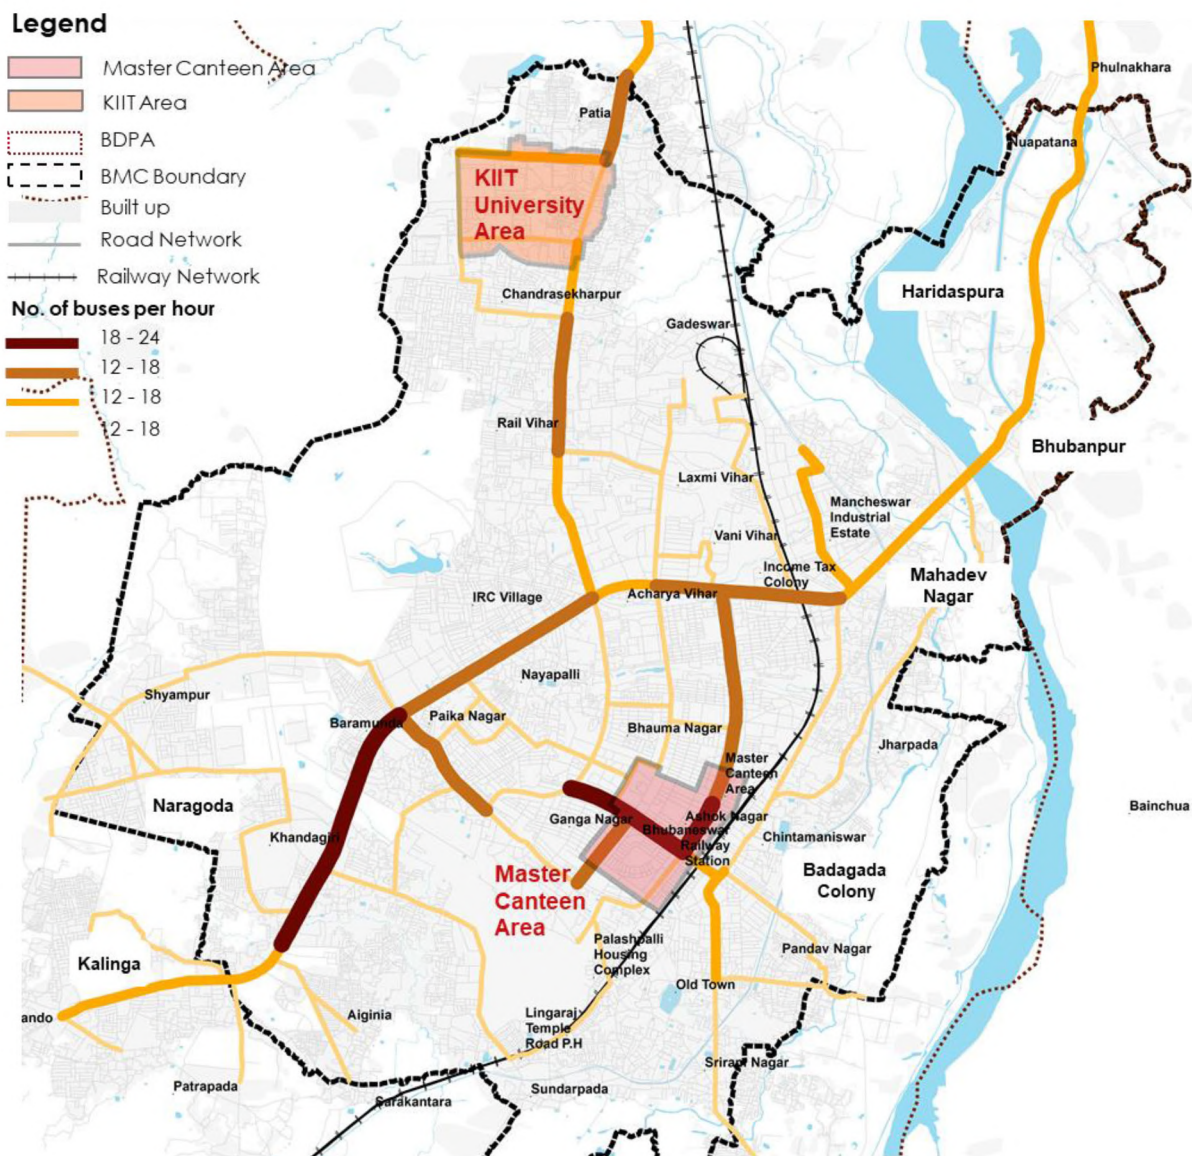 Legend
Master Canteen Area
KIIT Area
BDPA
BMC Boundary
Built up
Road Network
Railway Network
No. of buses per hour
18 - 24
12 - 18
12 - 18
12 - 18
Phulnakhara
Patia
Nuapatana
KIIT
University
Area
Chandrasekharpur
Haridaspura
Gadeswar
Rail Vihar
Bhubanpur
Laxmi Vihar
Mancheswar
Industrial
Estate
Vani Vihar
Income Tax
Colony
Mahadev
Nagar
IRC Village
Acharya Vihar
Nayapalli
Shyampur
Baramunda
Paika Nagar
Bhauma Nagar
Jharpada
Master
Canteen
Area
Naragoda
Bainchua
Ganga Nagar
Ashok Nagar
Bhubaneswar
Railway
Station
Khandagiri
Chintamaniswar
Badagada
Colony
Master
Canteen
Area
Palashpalli
Housing
Complex
Pandav Nagar
Kalinga
Old Town
ando
Aiginia
Lingaraj
Temple
Road P.H
Sriram Nagar
Patrapada
Sundarpada
Sarakantara